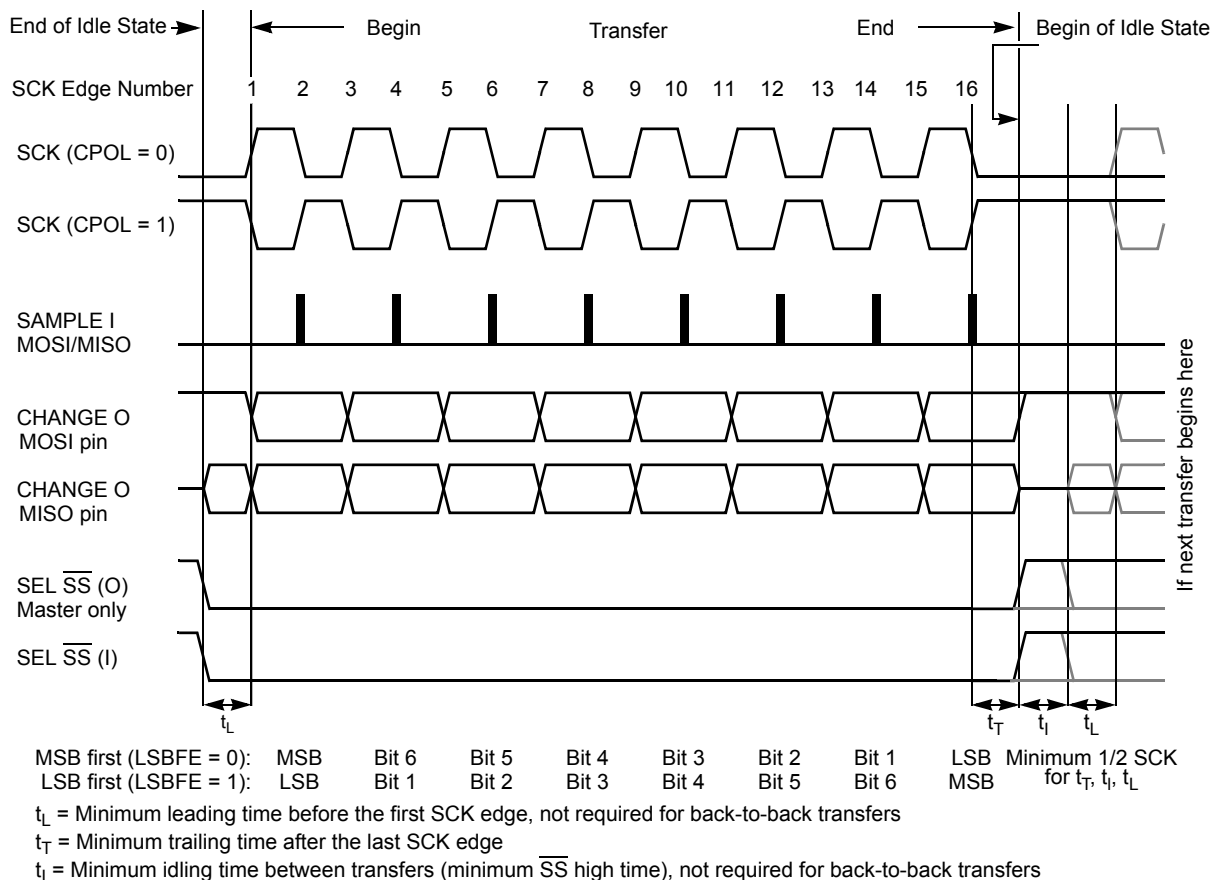 End of Idle State
Begin
Transfer
End
Begin of Idle State
SCK Edge Number
1 2 3 4 5 6 7 8 9 10 11 12 13 14 15 16
SCK (CPOL = 0)
SCK (CPOL = 1)
SAMPLE I
MOSI/MISO
CHANGE O
MOSI pin
CHANGE O
MISO pin
SEL S̅S̅ (O)
Master only
SEL S̅S̅ (I)
If next transfer begins here
tL
tT
tI
tL
MSB first (LSBFE = 0): MSB Bit 6 Bit 5 Bit 4 Bit 3 Bit 2 Bit 1 LSB
LSB first (LSBFE = 1): LSB Bit 1 Bit 2 Bit 3 Bit 4 Bit 5 Bit 6 MSB
Minimum 1/2 SCK
for tT, tI, tL
tL = Minimum leading time before the first SCK edge, not required for back-to-back transfers
tT = Minimum trailing time after the last SCK edge
tI = Minimum idling time between transfers (minimum S̅S̅ high time), not required for back-to-back transfers